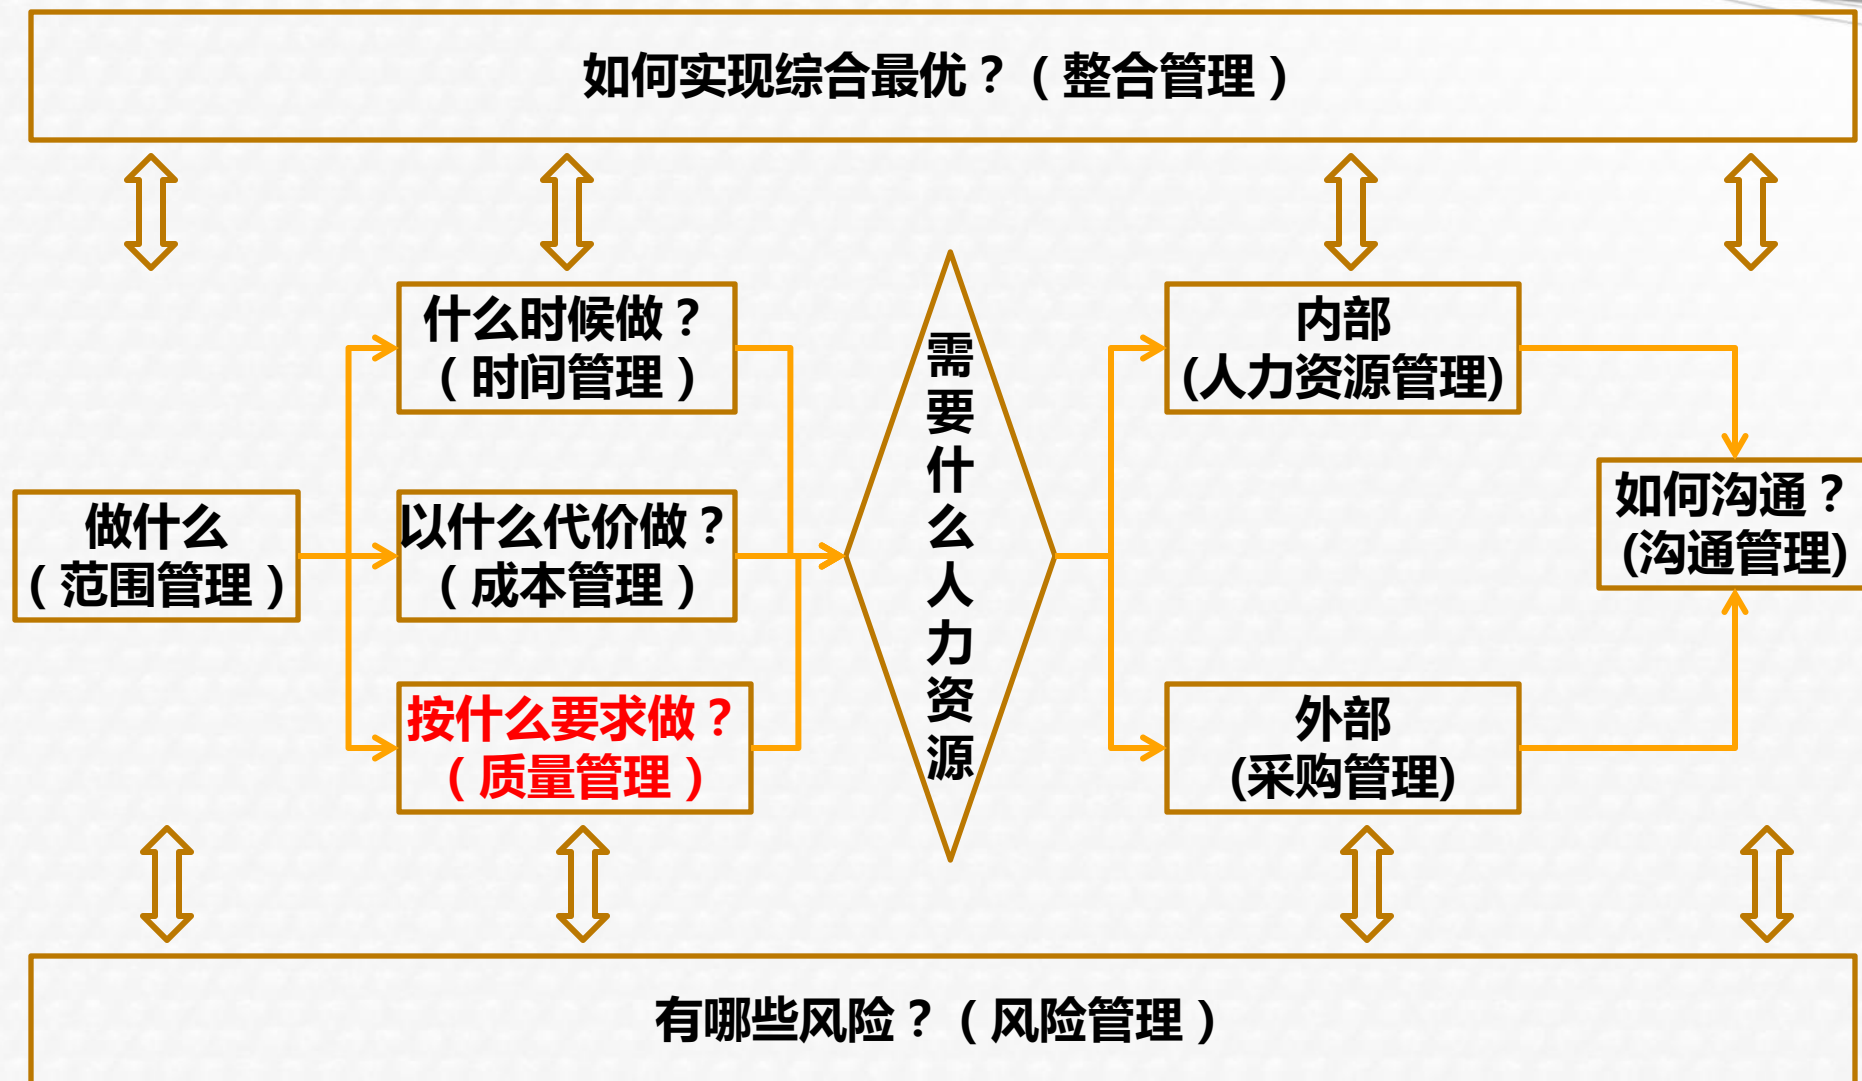 如何实现综合最优？（整合管理）
什么时候做？
（时间管理）
做什么
（范围管理）
以什么代价做？
（成本管理）
按什么要求做？
（质量管理）
需要什么人力资源
内部
(人力资源管理)
外部
(采购管理)
如何沟通？
(沟通管理)
有哪些风险？（风险管理）